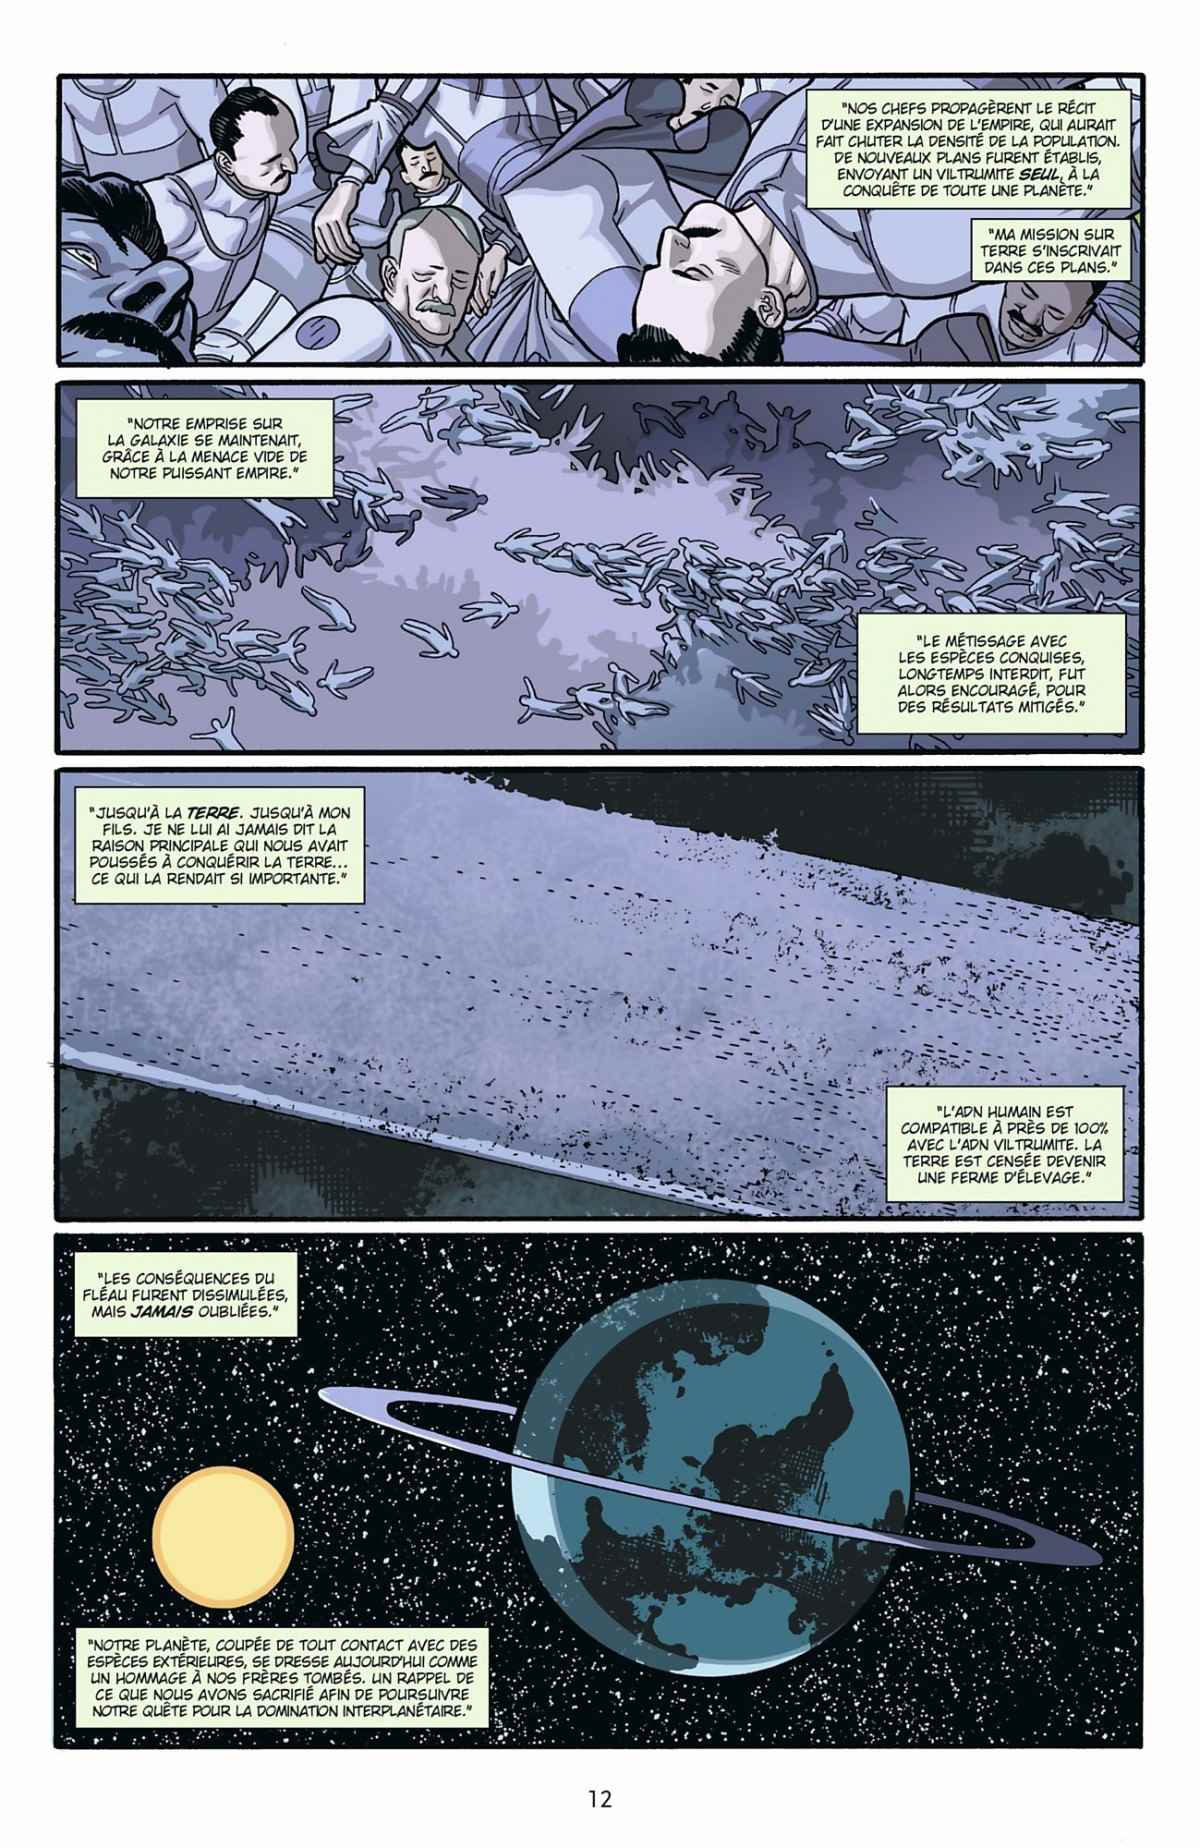 "NOS CHEFS PROPAGÈRENT LE RÉCIT
D'UNE EXPANSION DE L'EMPIRE, QUI AURAIT
FAIT CHUTER LA DENSITÉ DE LA POPULATION.
DE NOUVEAUX PLANS FURENT ÉTABLIS,
ENVOYANT UN VILTRUMITE SEUL, À LA
CONQUÊTE DE TOUTE UNE PLANÈTE."
"MA MISSION SUR
TERRE S'INSCRIVAIT
DANS CES PLANS."
"NOTRE EMPRISE SUR
LA GALAXIE SE MAINTENAIT,
GRÂCE À LA MENACE VIDE DE
NOTRE PUISSANT EMPIRE."
"LE MÉTISSAGE AVEC
LES ESPÈCES CONQUISES,
LONGTEMPS INTERDIT, FUT
ALORS ENCOURAGÉ, POUR
DES RÉSULTATS MITIGÉS."
"JUSQU'À LA TERRE. JUSQU'À MON
FILS. JE NE LUI AI JAMAIS DIT LA
RAISON PRINCIPALE QUI NOUS AVAIT
POUSSÉS À CONQUÉRIR LA TERRE...
CE QUI LA RENDAIT SI IMPORTANTE."
"L'ADN HUMAIN EST
COMPATIBLE À PRÈS DE 100%
AVEC L'ADN VILTRUMITE. LA
TERRE EST CENSÉE DEVENIR
UNE FERME D'ÉLEVAGE."
"LES CONSÉQUENCES DU
FLÉAU FURENT DISSIMULÉES,
MAIS JAMAIS OUBLIÉES."
"NOTRE PLANÈTE, COUPÉE DE TOUT CONTACT AVEC DES
ESPÈCES EXTÉRIEURES, SE DRESSE AUJOURD'HUI COMME
UN HOMMAGE À NOS FRÈRES TOMBÉS. UN RAPPEL DE
CE QUE NOUS AVONS SACRIFIÉ AFIN DE POURSUIVRE
NOTRE QUÊTE POUR LA DOMINATION INTERPLANÉTAIRE."
12